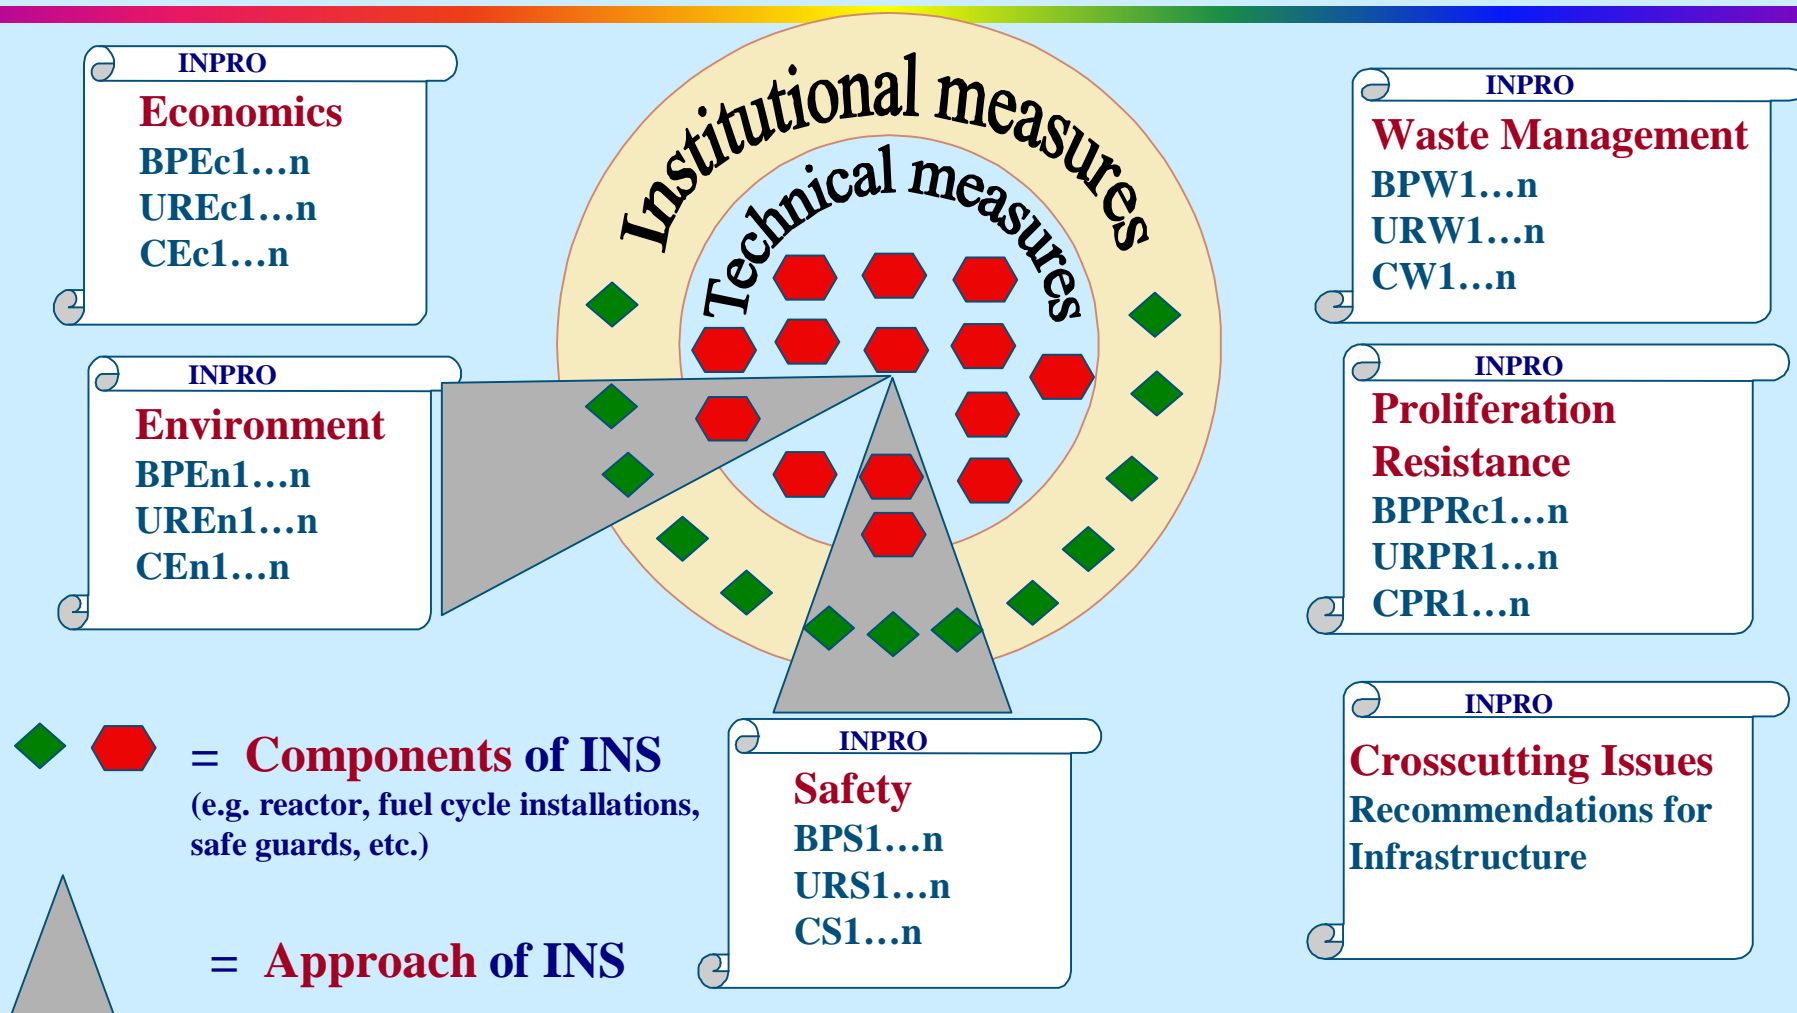 INPRO
Economics
BPEc1…n
UREc1…n
CEc1…n
INPRO
Environment
BPEn1…n
UREn1…n
CEn1…n
Institutional measures
Technical measures
INPRO
Waste Management
BPW1…n
URW1…n
CW1…n
INPRO
Proliferation
Resistance
BPPRc1…n
URPR1…n
CPR1…n
INPRO
Crosscutting Issues
Recommendations for
Infrastructure
INPRO
Safety
BPS1…n
URS1…n
CS1…n
= Components of INS
(e.g. reactor, fuel cycle installations,
safe guards, etc.)
= Approach of INS